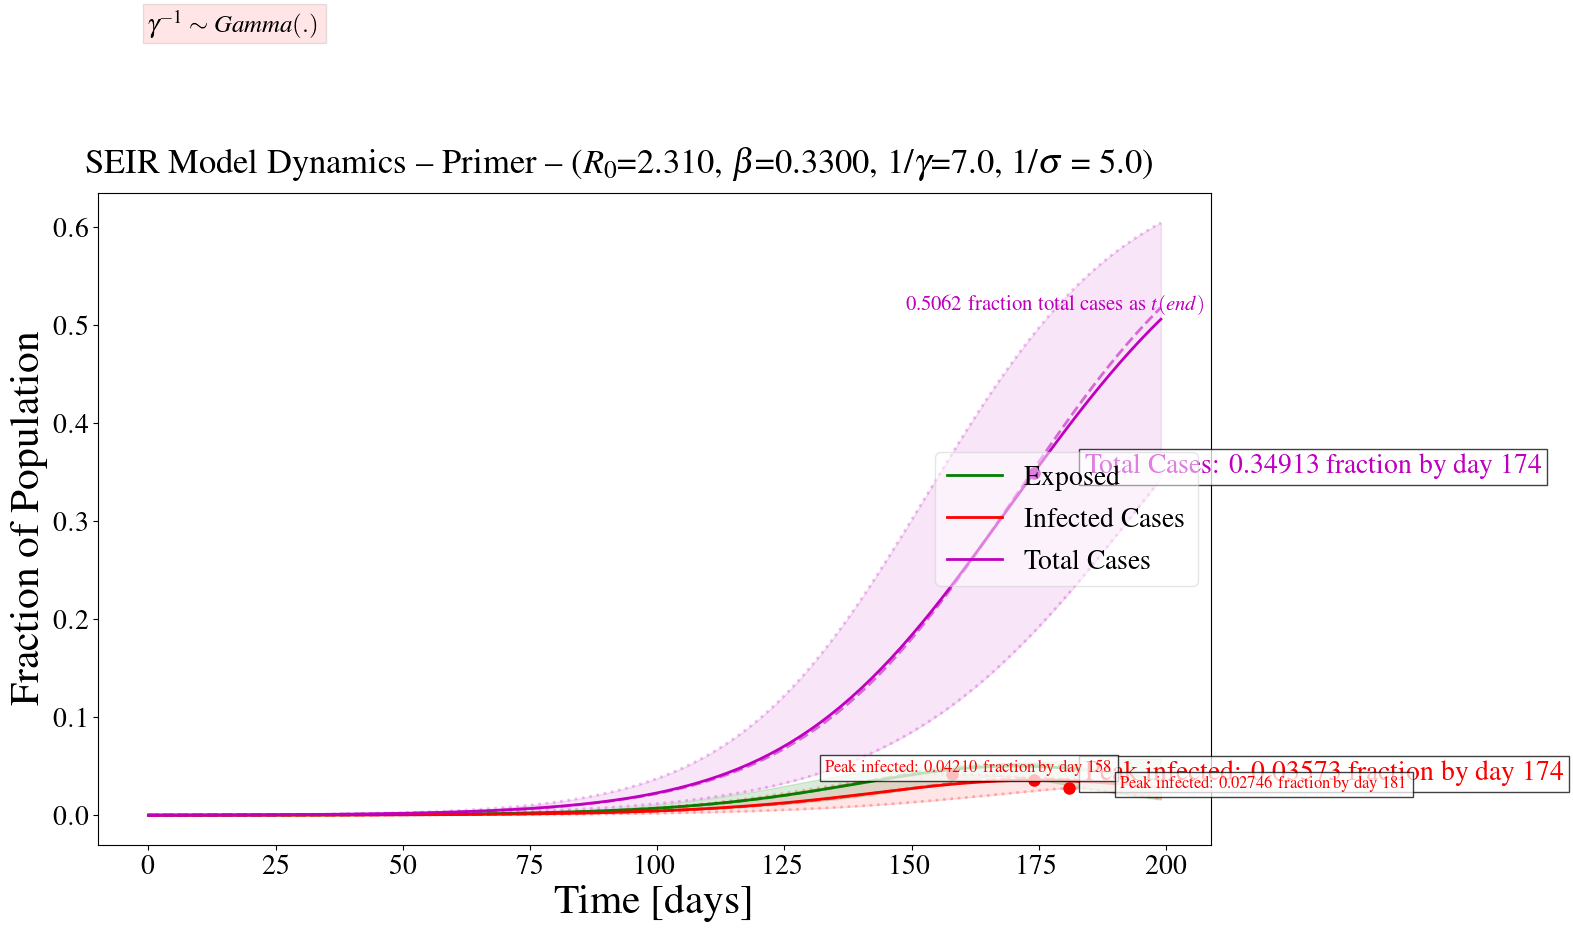 γ⁻¹ ∼ Gamma(.)
SEIR Model Dynamics – Primer – (R₀=2.310, β=0.3300, 1/γ=7.0, 1/σ = 5.0)
Fraction of Population
0.6
0.5
0.4
0.3
0.2
0.1
0.0
0.5062 fraction total cases as t(end)
Total Cases: 0.34913 fraction by day 174
Exposed
Infected Cases
Total Cases
Peak infected: 0.04210 fraction by day 158
Peak infected: 0.03573 fraction by day 174
Peak infected: 0.02746 fraction by day 181
0 25 50 75 100 125 150 175 200
Time [days]